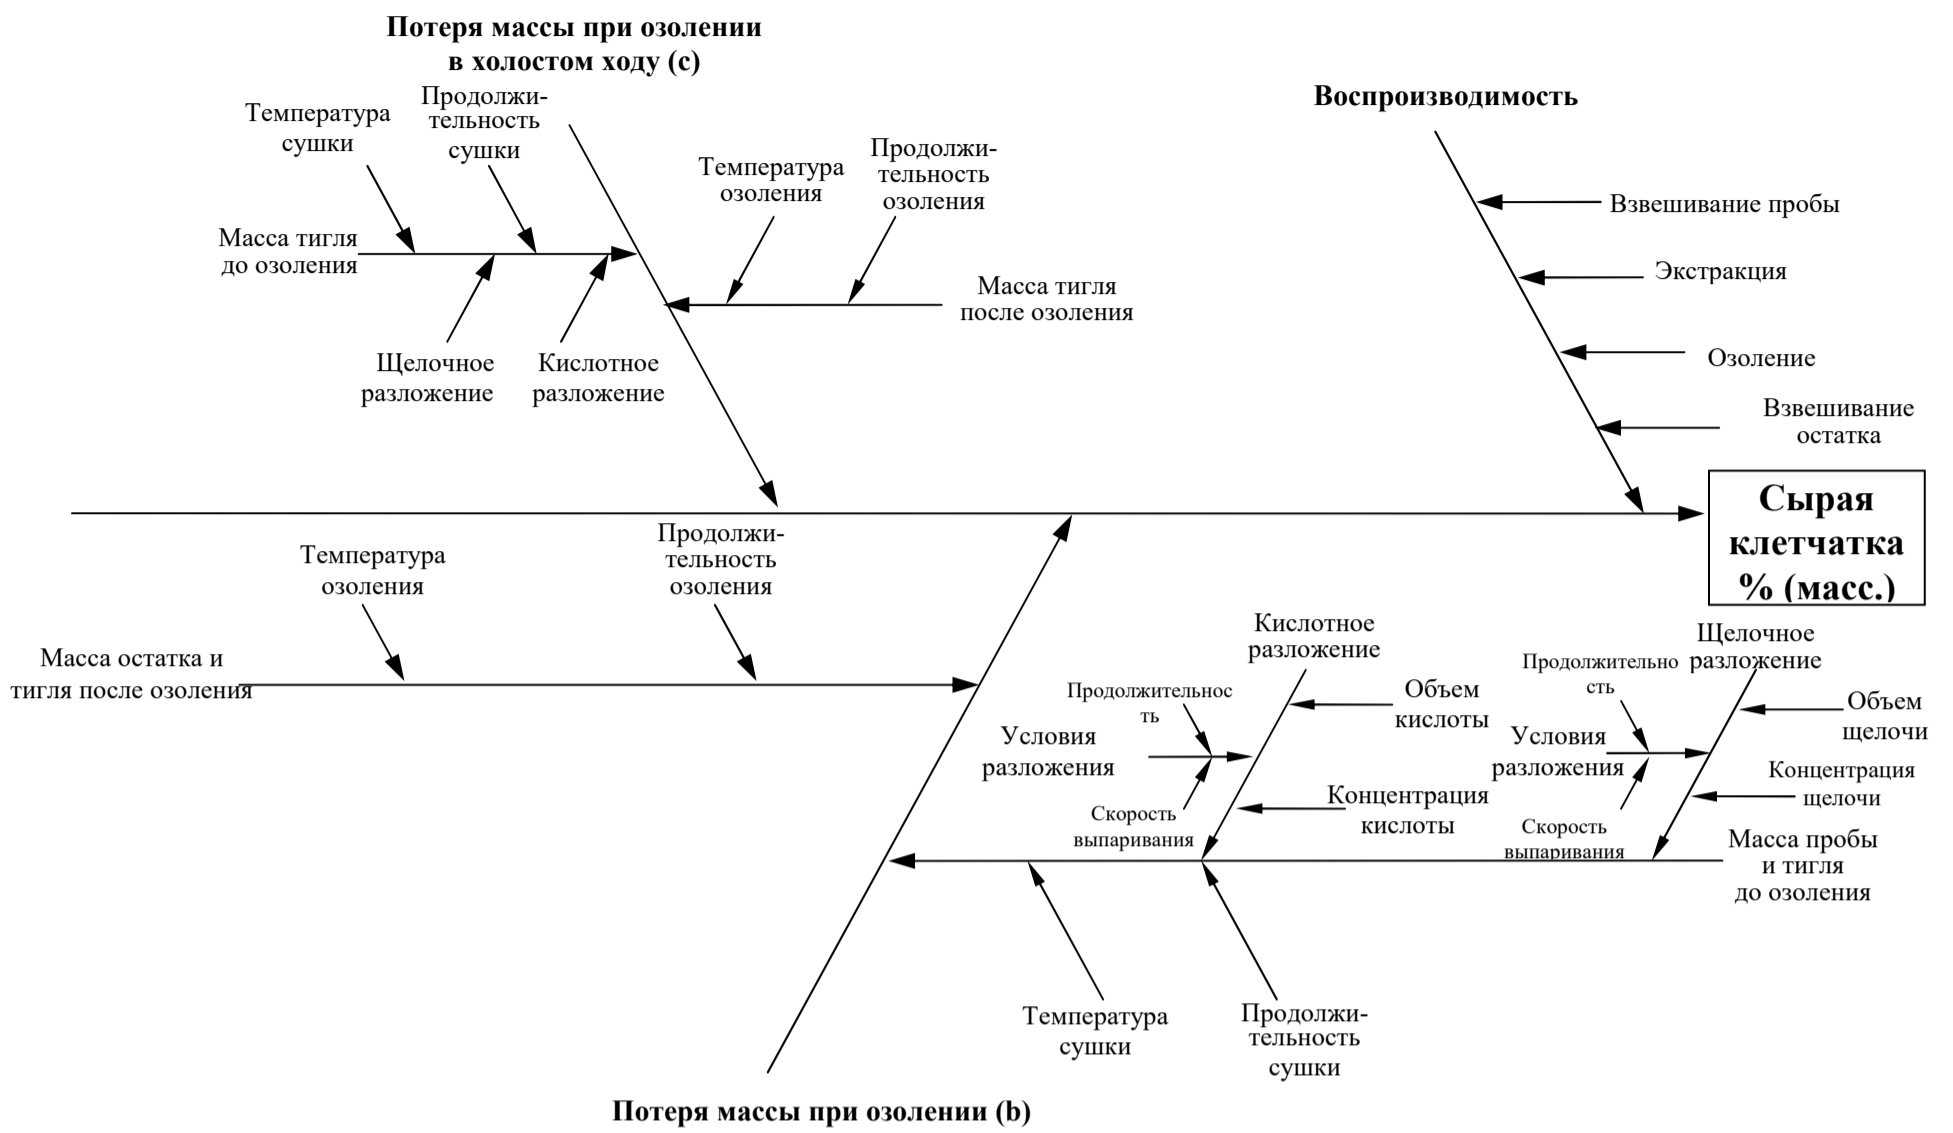 Потеря массы при озолении
в холостом ходу (c)
Температура
сушки
Продолжи-
тельность
сушки
Масса тигля
до озоления
Щелочное
разложение
Кислотное
разложение
Температура
озоления
Продолжи-
тельность
озоления
Масса тигля
после озоления
Воспроизводимость
Взвешивание пробы
Экстракция
Озоление
Взвешивание
остатка
Сырая
клетчатка
% (масс.)
Температура
озоления
Продолжи-
тельность
озоления
Масса остатка и
тигля после озоления
Кислотное
разложение
Продолжительнос
ть
Объем
кислоты
Условия
разложения
Концентрация
кислоты
Скорость
выпаривания
Щелочное
разложение
Продолжительно
сть
Объем
щелочи
Условия
разложения
Концентрация
щелочи
Скорость
выпаривания
Масса пробы
и тигля
до озоления
Температура
сушки
Продолжи-
тельность
сушки
Потеря массы при озолении (b)